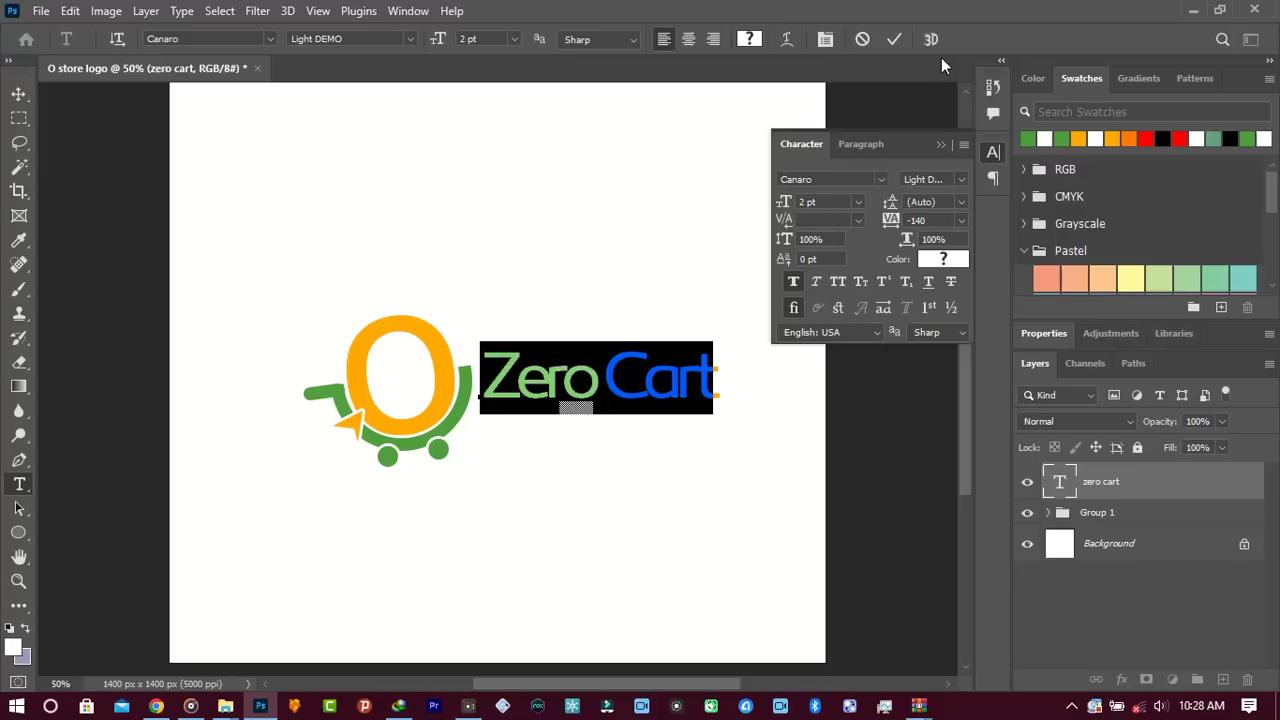 Ps File Edit Image Layer Type Select Filter 3D View Plugins Window Help
T Canaro Light DEMO 2 pt Sharp ? 3D
O store logo @ 50% (zero cart, RGB/8#) *
Color Swatches Gradients Patterns
Search Swatches
RGB
CMYK
Grayscale
Pastel
Character Paragraph
Canaro Light D...
2 pt (Auto)
-140
100% 100%
0 pt Color: ?
English: USA Sharp
Zero Cart
Properties Adjustments Libraries
Layers Channels Paths
Kind
Normal Opacity: 100%
Lock: Fill: 100%
zero cart
Group 1
Background
50% 1400 px x 1400 px (5000 ppi)
10:28 AM